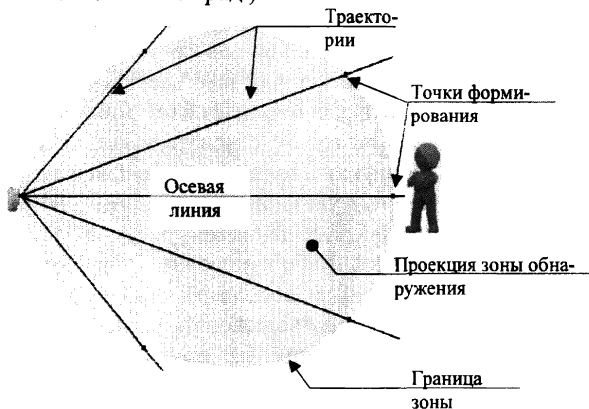 Траекто-
рии
Точки форми-
рования
Осевая
линия
Проекция зоны обна-
ружения
Граница
зоны